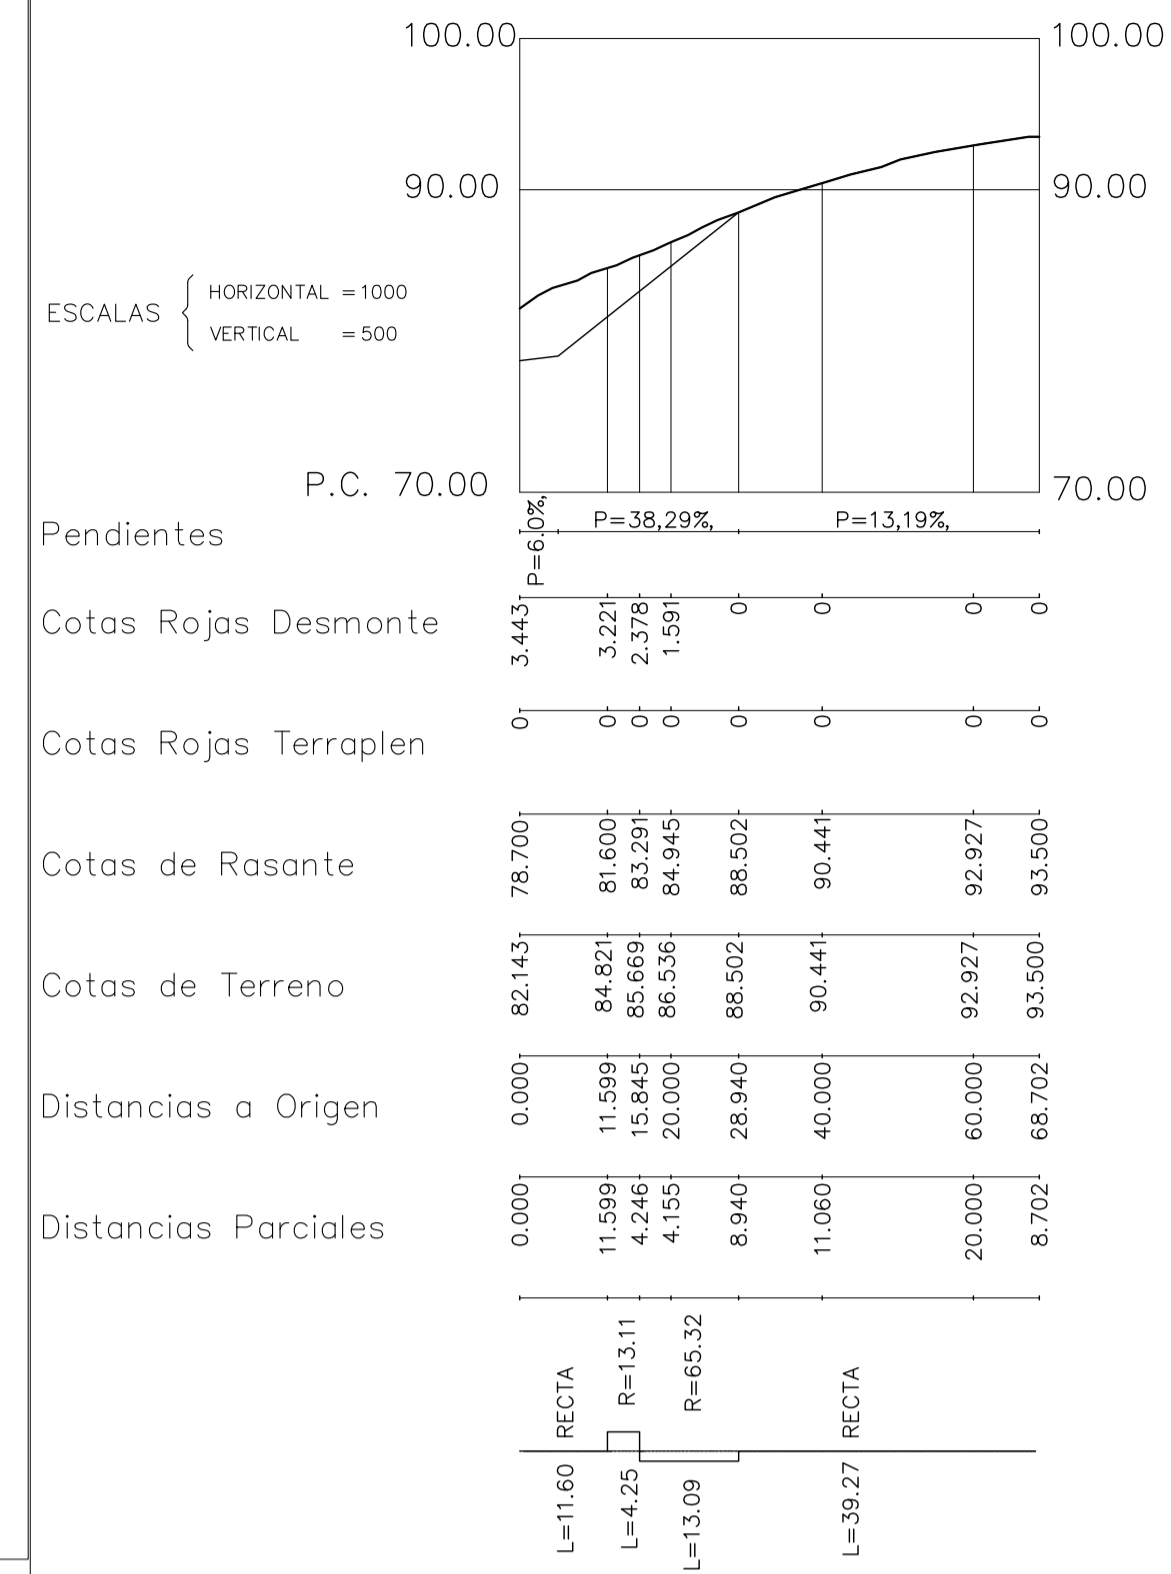 100.00 100.00
90.00 90.00
ESCALAS
HORIZONTAL = 1000
VERTICAL = 500
P.C. 70.00 70.00
Pendientes P=6.0%, P=38,29%, P=13,19%,
Cotas Rojas Desmonte 3.443 3.221 2.378 1.591 0 0 0 0
Cotas Rojas Terraplen 0 0 0 0 0 0 0 0
Cotas de Rasante 78.700 81.600 83.291 84.945 88.502 90.441 92.927 93.500
Cotas de Terreno 82.143 84.821 85.669 86.536 88.502 90.441 92.927 93.500
Distancias a Origen 0.000 11.599 15.845 20.000 28.940 40.000 60.000 68.702
Distancias Parciales 0.000 11.599 4.246 4.155 8.940 11.060 20.000 8.702
L=11.60 RECTA
L=4.25 R=13.11
L=13.09 R=65.32
L=39.27 RECTA